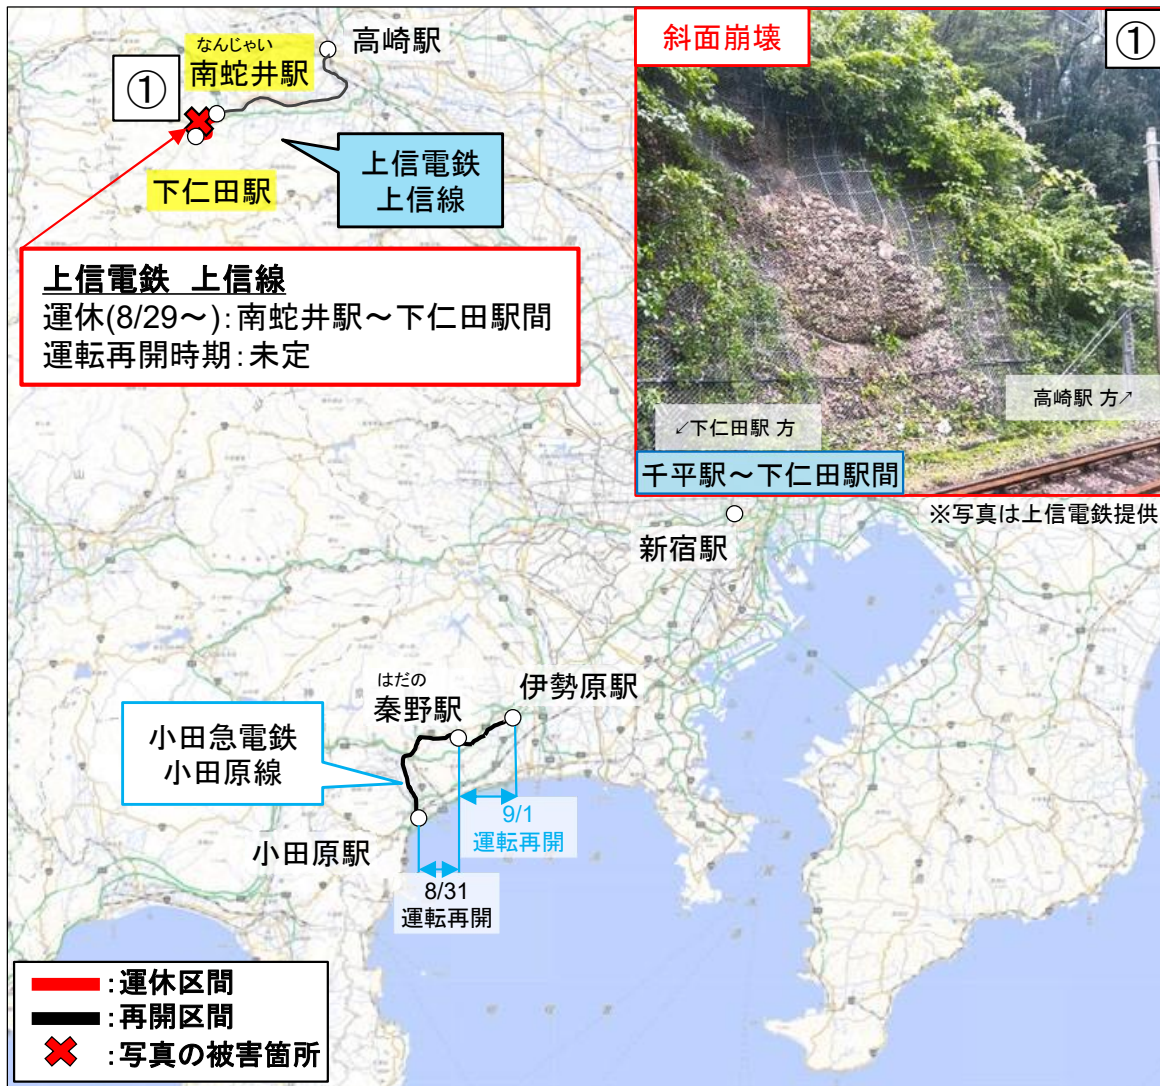 なんじゃい
南蛇井駅
高崎駅
①
下仁田駅
上信電鉄
上信線
上信電鉄 上信線
運休(8/29～):南蛇井駅～下仁田駅間
運転再開時期:未定
斜面崩壊
①
高崎駅 方↗
↙下仁田駅 方
千平駅～下仁田駅間
※写真は上信電鉄提供
新宿駅
はだの
秦野駅
伊勢原駅
小田急電鉄
小田原線
小田原駅
9/1
運転再開
8/31
運転再開
:運休区間
:再開区間
:写真の被害箇所